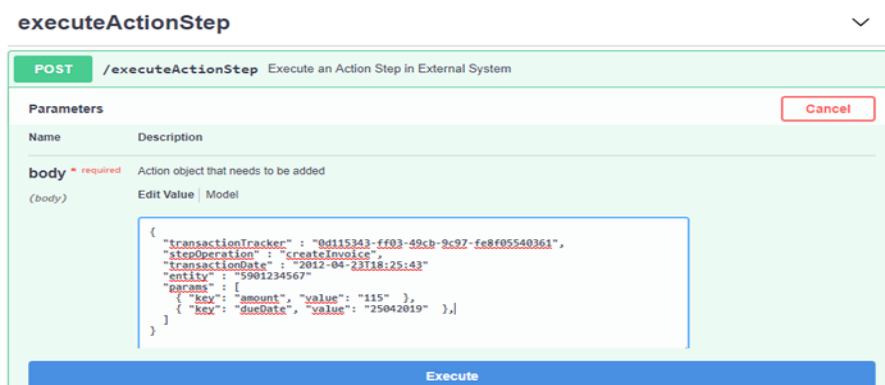 executeActionStep
POST /executeActionStep Execute an Action Step in External System
Parameters Cancel
Name Description
body * required Action object that needs to be added
(body) Edit Value | Model
{
"transactionTracker" : "0d115343-ff03-49cb-9c97-fe8f05540361",
"stepOperation" : "createInvoice",
"transactionDate" : "2012-04-23T18:25:43"
"entity" : "5901234567"
"params" : [
{ "key": "amount", "value": "115" },
{ "key": "dueDate", "value": "25042019" },
]
}
Execute